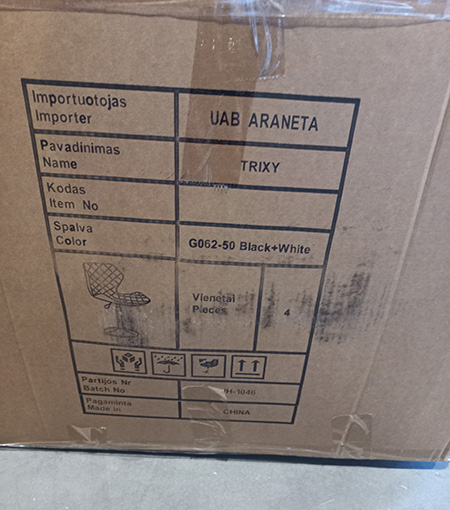 Importuotojas
Importer
UAB ARANETA
Pavadinimas
Name
TRIXY
Kodas
Item No
Spalva
Color
G062-50 Black+White
Vienetai
Pieces
4
Partijos Nr
Batch No
Pagaminta
Made in
CHINA